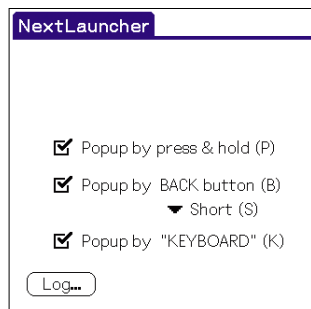 NextLauncher
Popup by press & hold (P)
Popup by BACK button (B)
Short (S)
Popup by "KEYBOARD" (K)
Log...